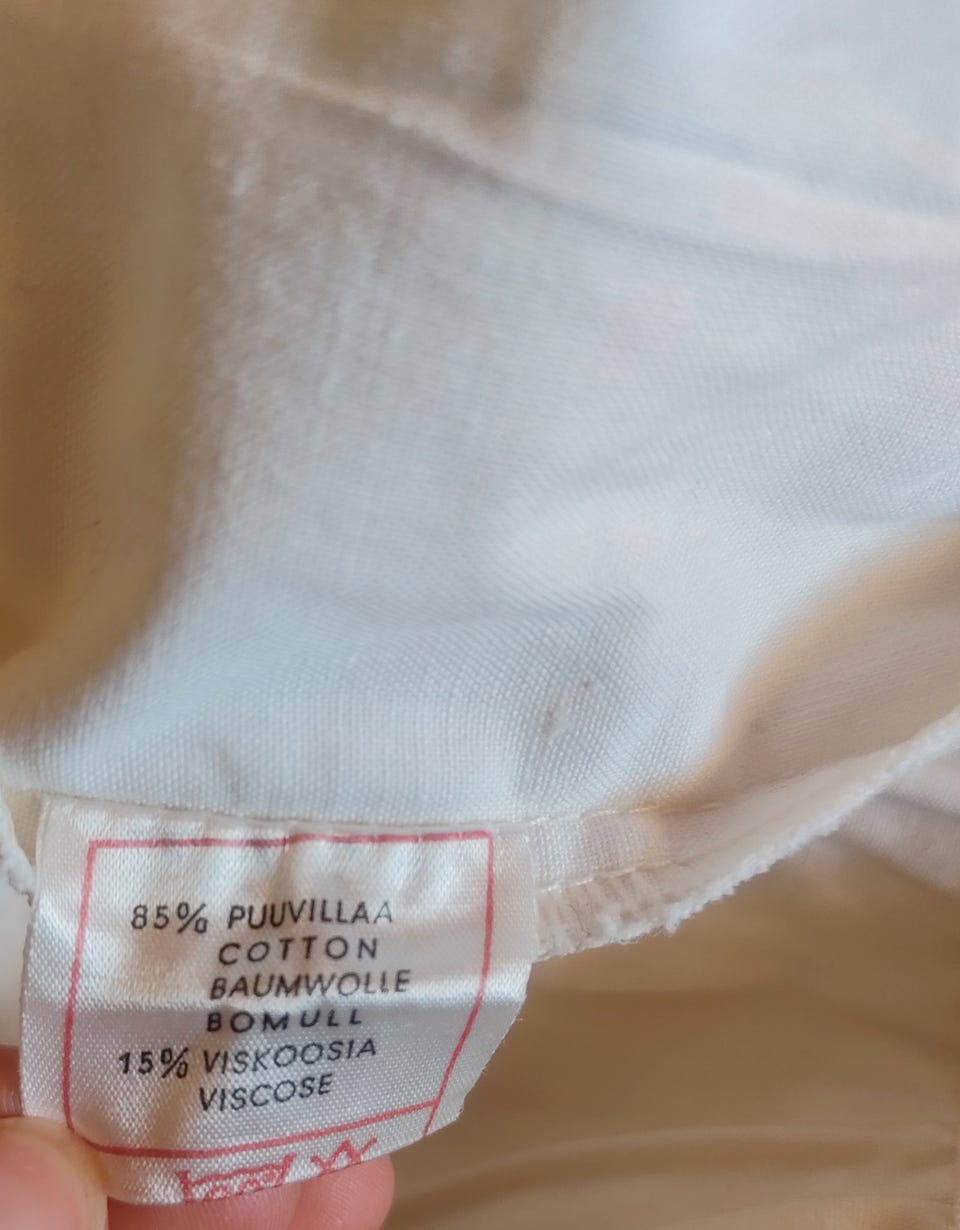 85% PUUVILLAA
COTTON
BAUMWOLLE
BOMULL
15% VISKOOSIA
VISCOSE